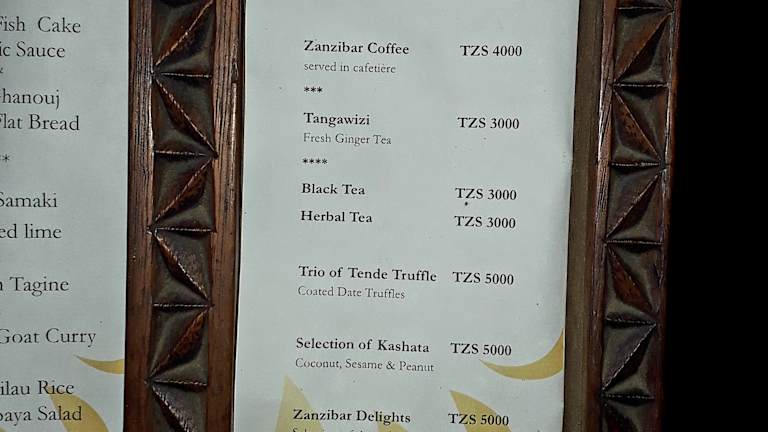 Fish Cake
ic Sauce
hanouj
Flat Bread
**
Samaki
ed lime
Tagine
Goat Curry
ilau Rice
paya Salad
Zanzibar Coffee TZS 4000
served in cafetière
***
Tangawizi TZS 3000
Fresh Ginger Tea
****
Black Tea TZS 3000
Herbal Tea TZS 3000
Trio of Tende Truffle TZS 5000
Coated Date Truffles
Selection of Kashata TZS 5000
Coconut, Sesame & Peanut
Zanzibar Delights TZS 5000